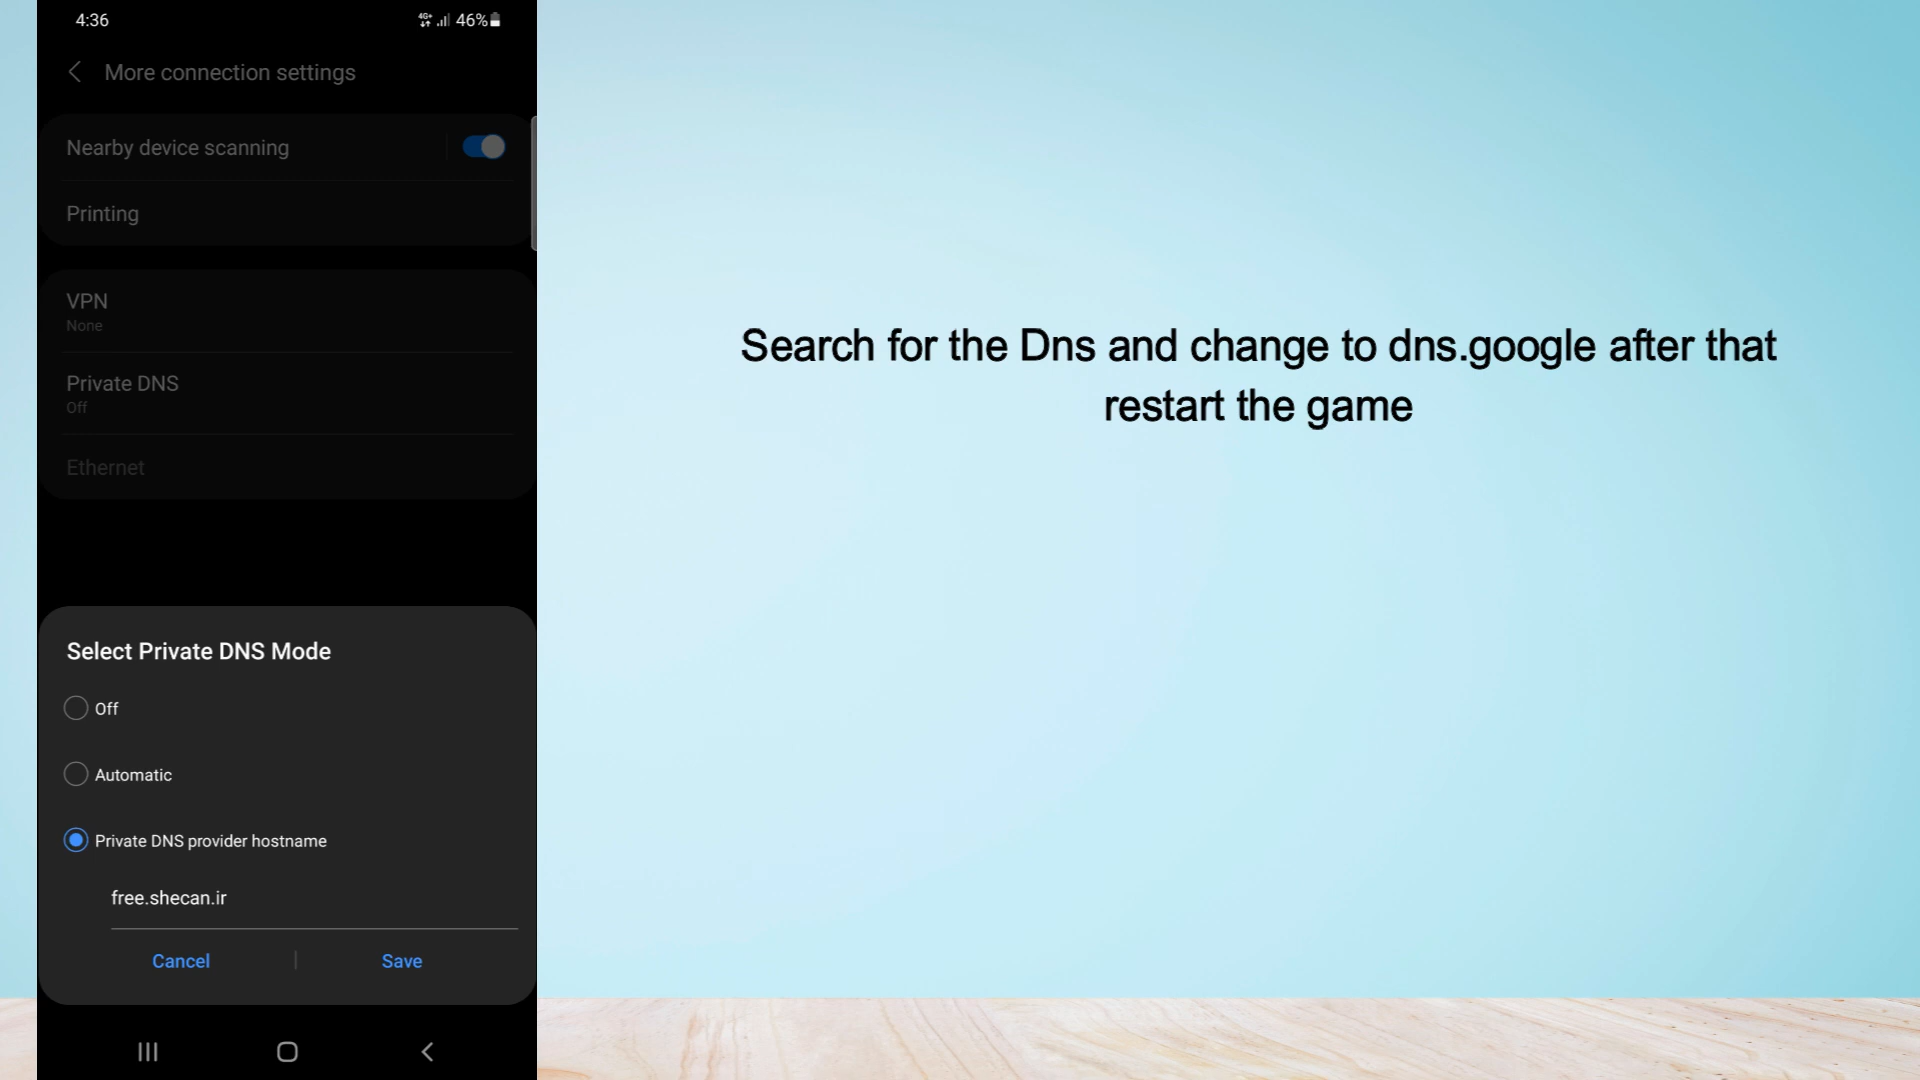 4:36
4G+ 46%
More connection settings
Nearby device scanning
Printing
VPN
None
Private DNS
Off
Ethernet
Select Private DNS Mode
Off
Automatic
Private DNS provider hostname
free.shecan.ir
Cancel | Save
Search for the Dns and change to dns.google after that
restart the game